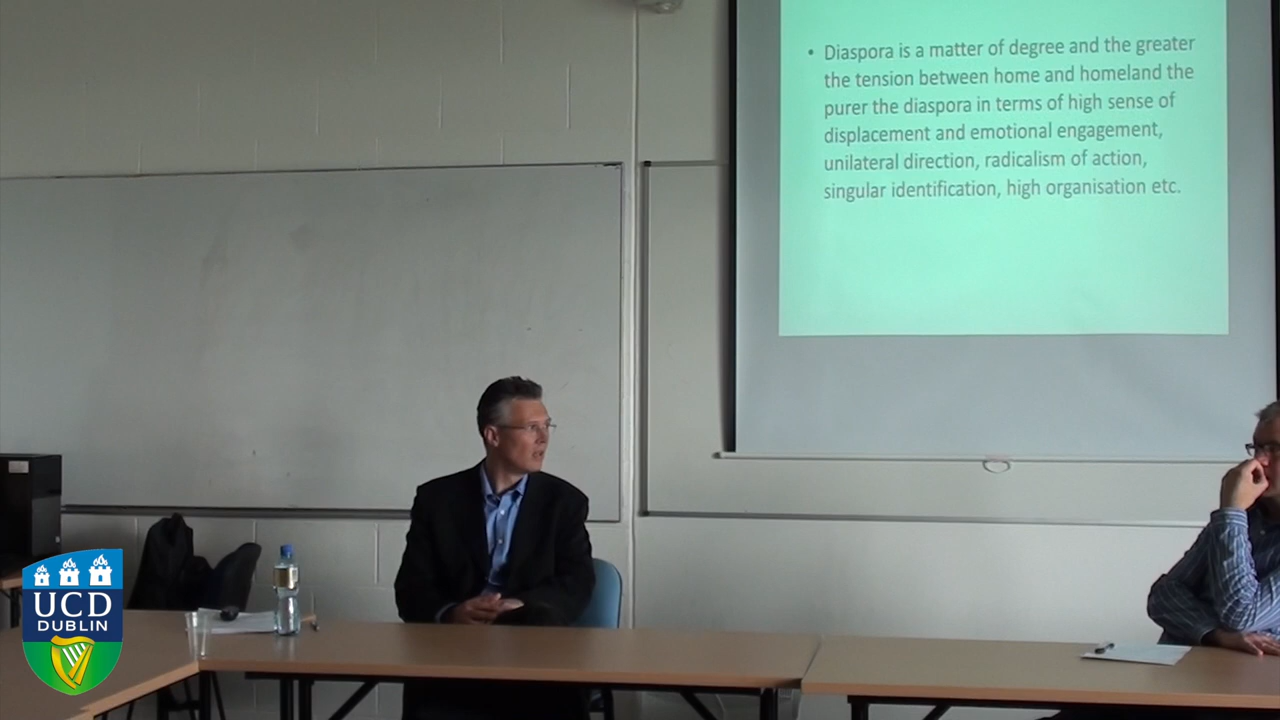 • Diaspora is a matter of degree and the greater
the tension between home and homeland the
purer the diaspora in terms of high sense of
displacement and emotional engagement,
unilateral direction, radicalism of action,
singular identification, high organisation etc.
UCD
DUBLIN